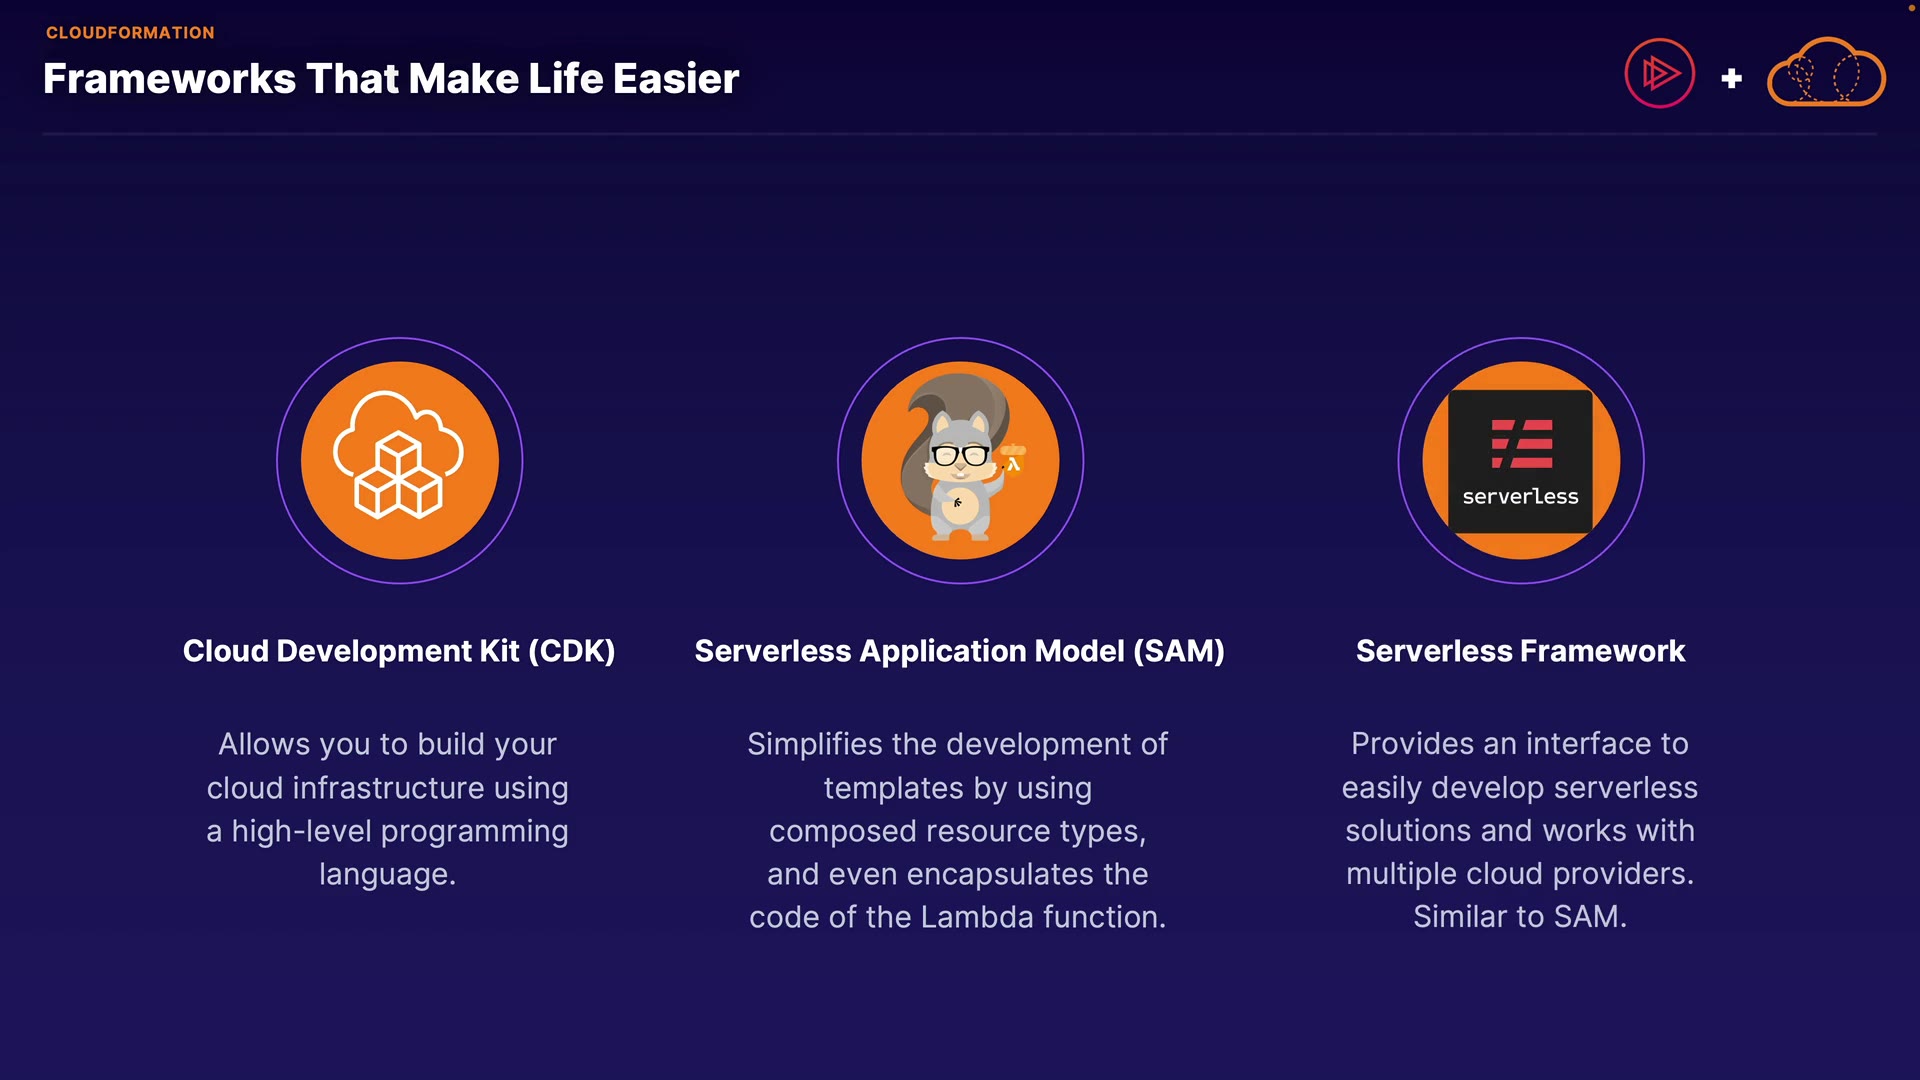 CLOUDFORMATION
Frameworks That Make Life Easier
+
λ
serverless
Cloud Development Kit (CDK)
Allows you to build your
cloud infrastructure using
a high-level programming
language.
Serverless Application Model (SAM)
Simplifies the development of
templates by using
composed resource types,
and even encapsulates the
code of the Lambda function.
Serverless Framework
Provides an interface to
easily develop serverless
solutions and works with
multiple cloud providers.
Similar to SAM.